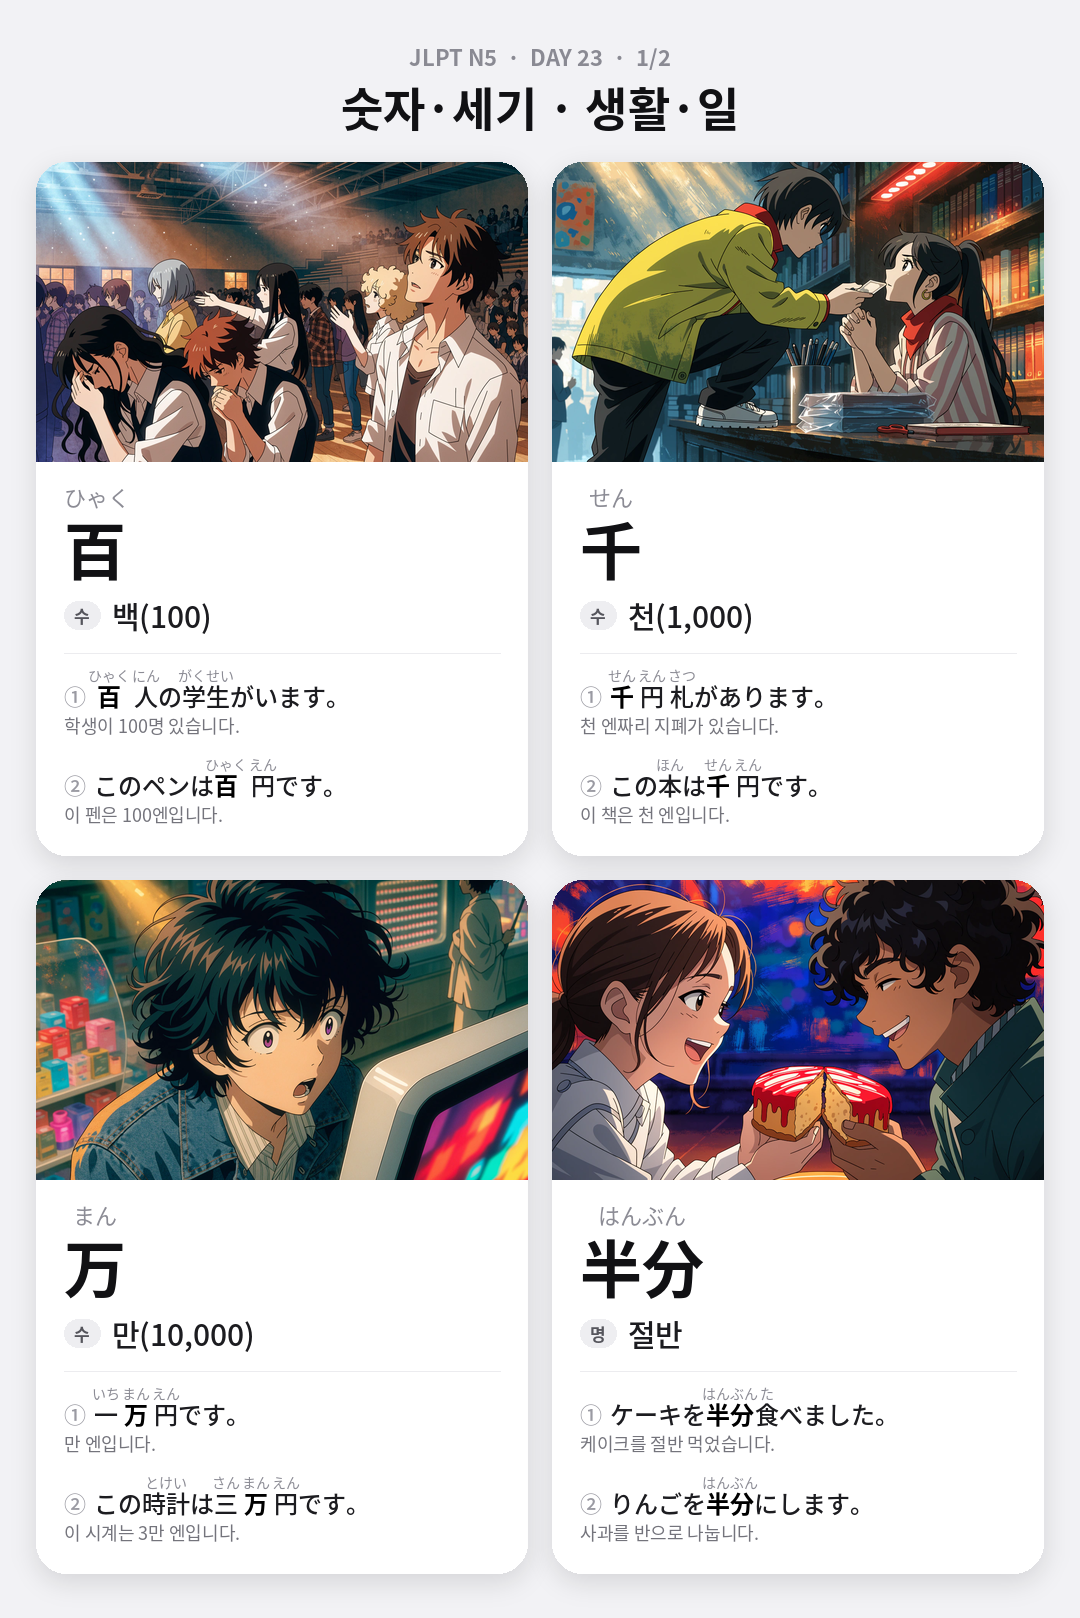 JLPT N5 · DAY 23 · 1/2
숫자·세기 · 생활·일
ひゃく
百
수 백(100)
ひゃくにん がくせい
① 百人の学生がいます。
학생이 100명 있습니다.
ひゃくえん
② このペンは百円です。
이 펜은 100엔입니다.
せん
千
수 천(1,000)
せんえんさつ
① 千円札があります。
천 엔짜리 지폐가 있습니다.
ほん せんえん
② この本は千円です。
이 책은 천 엔입니다.
まん
万
수 만(10,000)
いちまんえん
① 一万円です。
만 엔입니다.
とけい さんまんえん
② この時計は三万円です。
이 시계는 3만 엔입니다.
はんぶん
半分
명 절반
はんぶん た
① ケーキを半分食べました。
케이크를 절반 먹었습니다.
はんぶん
② りんごを半分にします。
사과를 반으로 나눕니다.